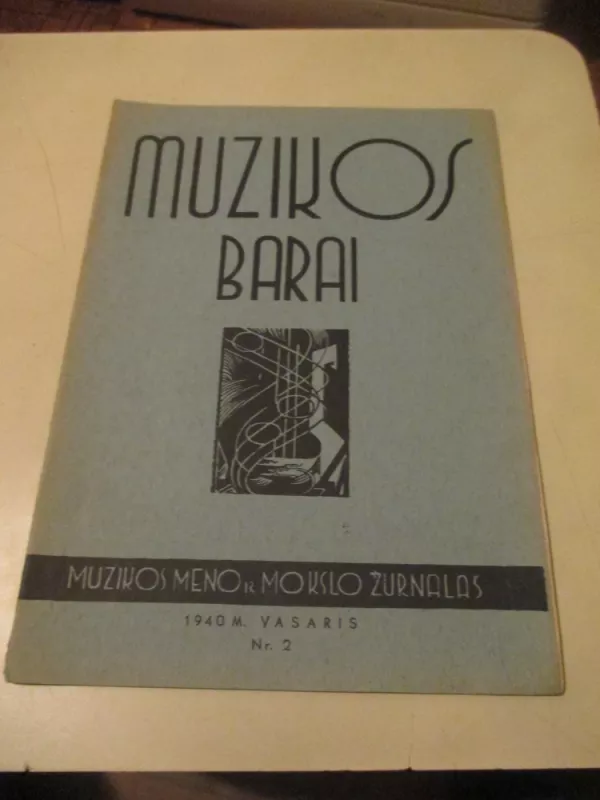 MUZIKOS
BARAI
MUZIKOS MENO IR MOKSLO ŽURNALAS
1940 M. VASARIS
Nr. 2